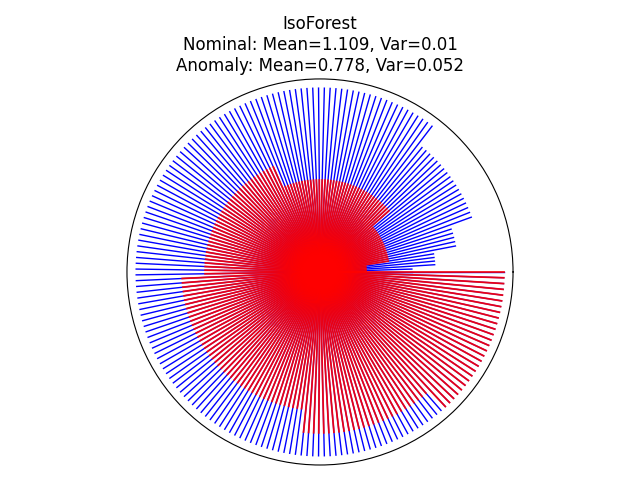 IsoForest
Nominal: Mean=1.109, Var=0.01
Anomaly: Mean=0.778, Var=0.052